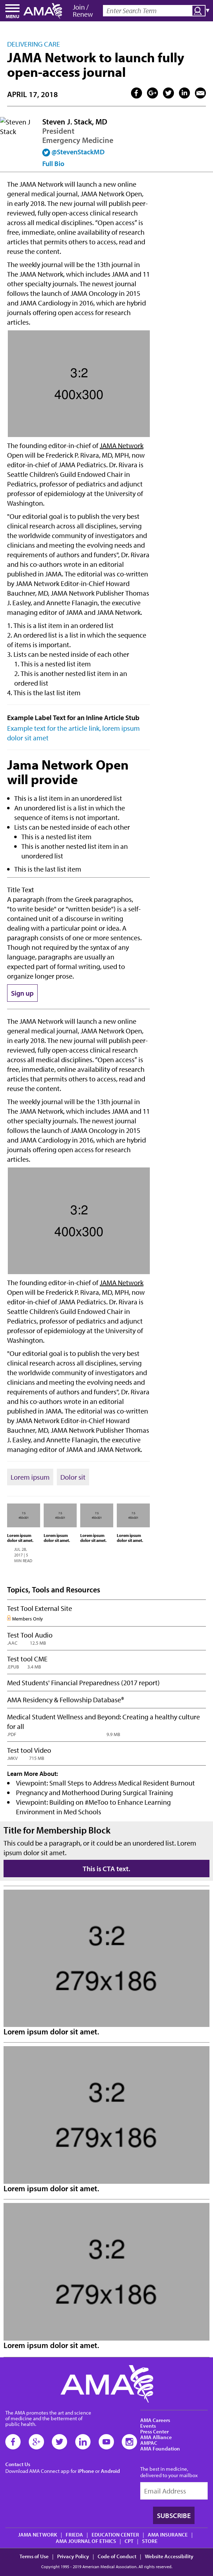 MENU
AMA
Join /
Renew
Enter Search Term
DELIVERING CARE
JAMA Network to launch fully
open-access journal
APRIL 17, 2018
Steven J
Stack
Steven J. Stack, MD
President
Emergency Medicine
@StevenStackMD
Full Bio
The JAMA Network will launch a new online
general medical journal, JAMA Network Open,
in early 2018. The new journal will publish peer-
reviewed, fully open-access clinical research
across all disciplines and subjects. "Open access" is
free, immediate, online availability of research
articles that permits others to access, read and
reuse the content.
The weekly journal will be the 13th journal in
The JAMA Network, which includes JAMA and 11
other specialty journals. The newest journal
follows the launch of JAMA Oncology in 2015
and JAMA Cardiology in 2016, which are hybrid
journals offering open access for research
articles.
3:2
400x300
The founding editor-in-chief of JAMA Network
Open will be Frederick P. Rivara, MD, MPH, now
editor-in-chief of JAMA Pediatrics. Dr. Rivara is
Seattle Children's Guild Endowed Chair in
Pediatrics, professor of pediatrics and adjunct
professor of epidemiology at the University of
Washington.
"Our editorial goal is to publish the very best
clinical research across all disciplines, serving
the worldwide community of investigators and
clinicians and meeting the evolving needs and
requirements of authors and funders", Dr. Rivara
and his co-authors wrote in an editorial
published in JAMA. The editorial was co-written
by JAMA Network Editor-in-Chief Howard
Bauchner, MD, JAMA Network Publisher Thomas
J. Easley, and Annette Flanagin, the executive
managing editor of JAMA and JAMA Network.
1. This is a list item in an ordered list
2. An ordered list is a list in which the sequence
of items is important.
3. Lists can be nested inside of each other
1. This is a nested list item
2. This is another nested list item in an
ordered list
4. This is the last list item
Example Label Text for an Inline Article Stub
Example text for the article link, lorem ipsum
dolor sit amet
Jama Network Open
will provide
• This is a list item in an unordered list
• An unordered list is a list in which the
sequence of items is not important.
• Lists can be nested inside of each other
• This is a nested list item
• This is another nested list item in an
unordered list
• This is the last list item
Title Text
A paragraph (from the Greek paragraphos,
"to write beside" or "written beside") is a self-
contained unit of a discourse in writing
dealing with a particular point or idea. A
paragraph consists of one or more sentences.
Though not required by the syntax of any
language, paragraphs are usually an
expected part of formal writing, used to
organize longer prose.
Sign up
The JAMA Network will launch a new online
general medical journal, JAMA Network Open,
in early 2018. The new journal will publish peer-
reviewed, fully open-access clinical research
across all disciplines and subjects. "Open access" is
free, immediate, online availability of research
articles that permits others to access, read and
reuse the content.
The weekly journal will be the 13th journal in
The JAMA Network, which includes JAMA and 11
other specialty journals. The newest journal
follows the launch of JAMA Oncology in 2015
and JAMA Cardiology in 2016, which are hybrid
journals offering open access for research
articles.
3:2
400x300
The founding editor-in-chief of JAMA Network
Open will be Frederick P. Rivara, MD, MPH, now
editor-in-chief of JAMA Pediatrics. Dr. Rivara is
Seattle Children's Guild Endowed Chair in
Pediatrics, professor of pediatrics and adjunct
professor of epidemiology at the University of
Washington.
"Our editorial goal is to publish the very best
clinical research across all disciplines, serving
the worldwide community of investigators and
clinicians and meeting the evolving needs and
requirements of authors and funders", Dr. Rivara
and his co-authors wrote in an editorial
published in JAMA. The editorial was co-written
by JAMA Network Editor-in-Chief Howard
Bauchner, MD, JAMA Network Publisher Thomas
J. Easley, and Annette Flanagin, the executive
managing editor of JAMA and JAMA Network.
Lorem ipsum Dolor sit
Lorem ipsum dolor sit amet.
Lorem ipsum dolor sit amet.
Lorem ipsum dolor sit amet.
Lorem ipsum dolor sit amet.
JUL 28,
2017 | 5
MIN READ
Topics, Tools and Resources
Test Tool External Site
Members Only
Test Tool Audio
.AAC 12.5 MB
Test tool CME
.EPUB 3.4 MB
Med Students' Financial Preparedness (2017 report)
AMA Residency & Fellowship Database®
Medical Student Wellness and Beyond: Creating a healthy culture
for all
.PDF 9.9 MB
Test tool Video
.MKV .715 MB
Learn More About:
• Viewpoint: Small Steps to Address Medical Resident Burnout
• Pregnancy and Motherhood During Surgical Training
• Viewpoint: Building on #MeToo to Enhance Learning
Environment in Med Schools
Title for Membership Block
This could be a paragraph, or it could be an unordered list. Lorem
ipsum dolor sit amet.
This is CTA text.
3:2
279x186
Lorem ipsum dolor sit amet.
3:2
279x186
Lorem ipsum dolor sit amet.
3:2
279x186
Lorem ipsum dolor sit amet.
AMA
The AMA promotes the art and science
of medicine and the betterment of
public health.
Contact Us
Download AMA Connect app for iPhone or Android
AMA Careers
Events
Press Center
AMA Alliance
AMPAC
AMA Foundation
The best in medicine,
delivered to your mailbox
Email Address
SUBSCRIBE
JAMA NETWORK | FREIDA | EDUCATION CENTER | AMA INSURANCE |
AMA JOURNAL OF ETHICS | CPT | STORE
Terms of Use | Privacy Policy | Code of Conduct | Website Accessibility
Copyright 1995 - 2019 American Medical Association. All rights reserved.